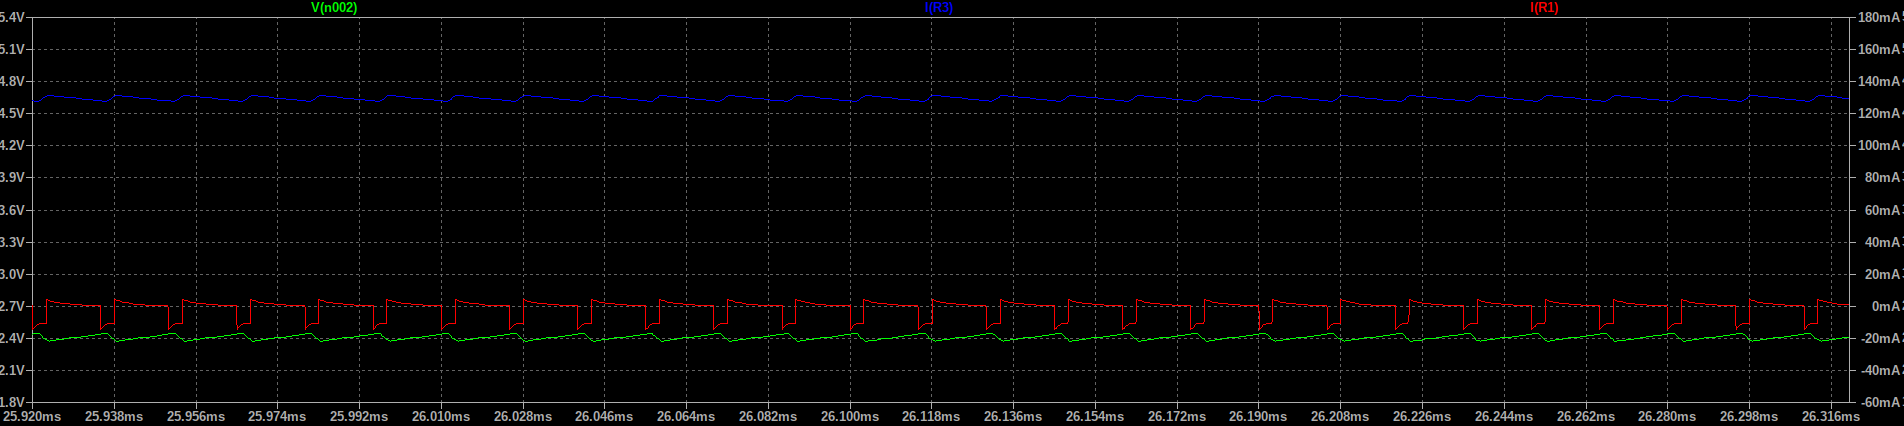 V(n002) I(R3) I(R1)
5.4V 180mA
5.1V 160mA
4.8V 140mA
4.5V 120mA
4.2V 100mA
3.9V 80mA
3.6V 60mA
3.3V 40mA
3.0V 20mA
2.7V 0mA
2.4V -20mA
2.1V -40mA
1.8V -60mA
25.920ms 25.938ms 25.956ms 25.974ms 25.992ms 26.010ms 26.028ms 26.046ms 26.064ms 26.082ms 26.100ms 26.118ms 26.136ms 26.154ms 26.172ms 26.190ms 26.208ms 26.226ms 26.244ms 26.262ms 26.280ms 26.298ms 26.316ms